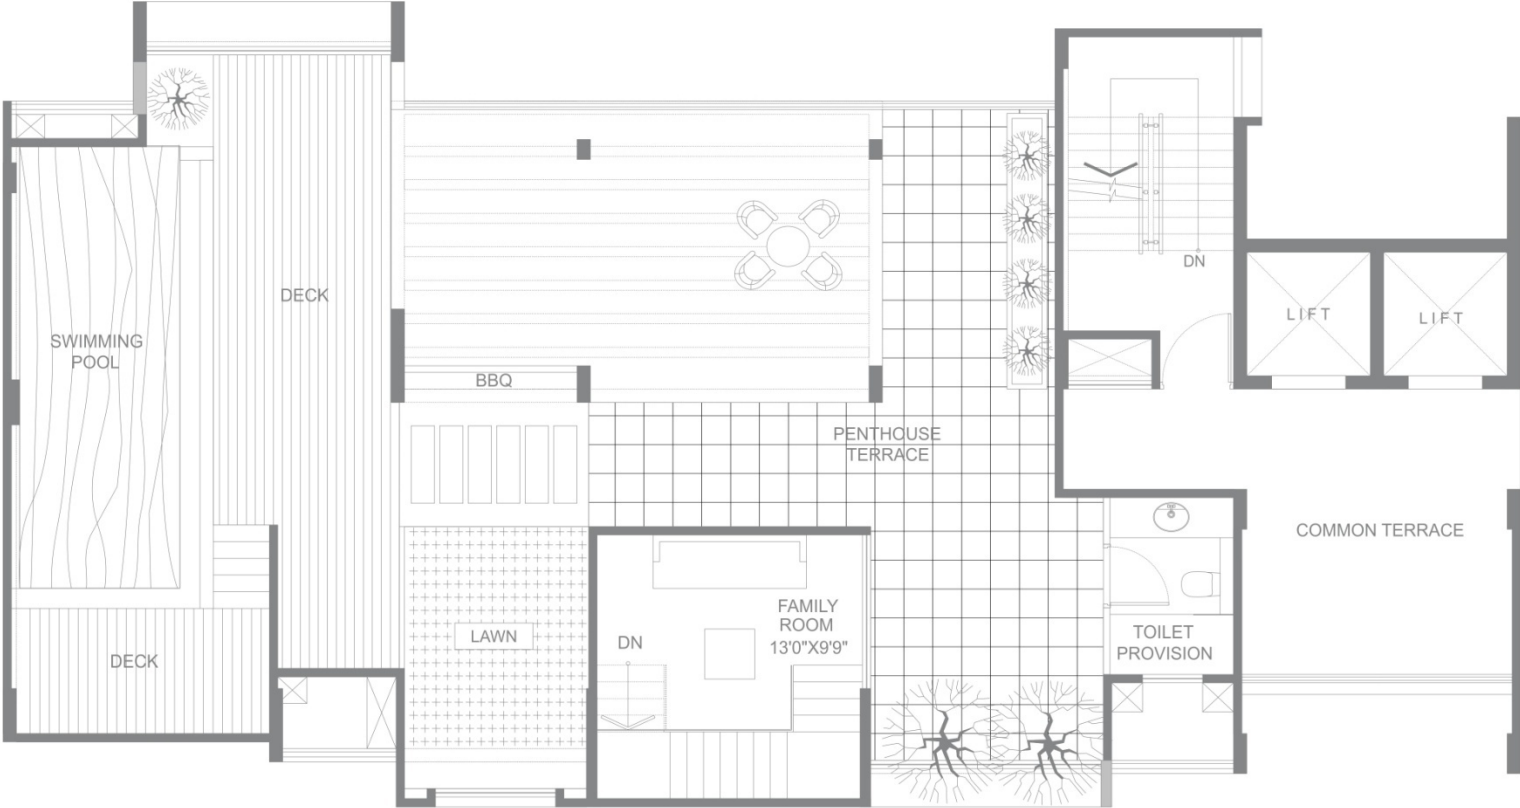 DN
DECK
LIFT
LIFT
SWIMMING
POOL
BBQ
PENTHOUSE
TERRACE
COMMON TERRACE
FAMILY
ROOM
13'0"X9'9"
LAWN
DN
TOILET
PROVISION
DECK